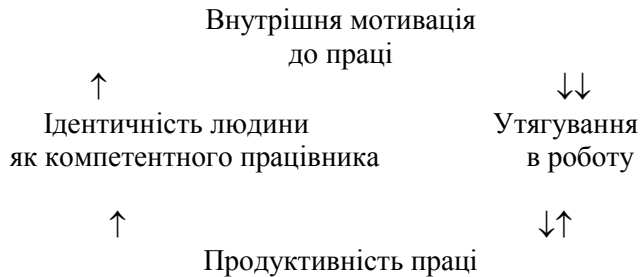 Внутрішня мотивація
до праці
↑ ↓↓
Ідентичність людини Утягування
як компетентного працівника в роботу
↑ ↓↑
Продуктивність праці